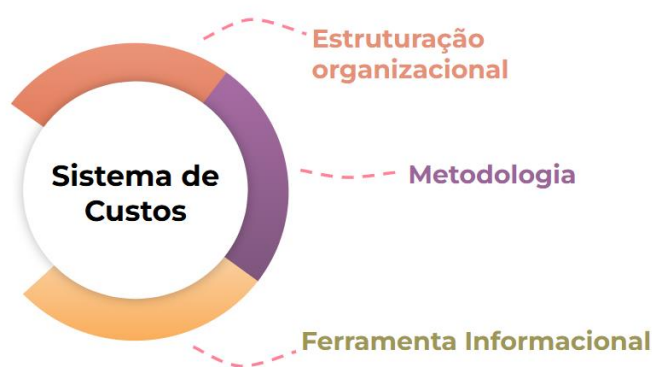 Estruturação
organizacional
Sistema de
Custos
Metodologia
Ferramenta Informacional